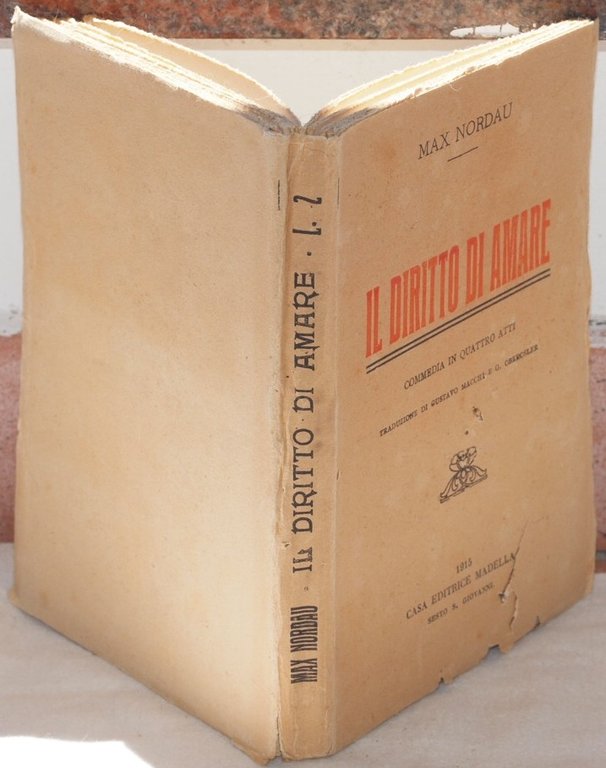 MAX NORDAU
IL DIRITTO DI AMARE
COMMEDIA IN QUATTRO ATTI
TRADUZIONE DI GUSTAVO MACCHI E G. OBEROSLER
1915
CASA EDITRICE MADELLA
SESTO S. GIOVANNI
MAX NORDAU · IL DIRITTO DI AMARE · L. 2